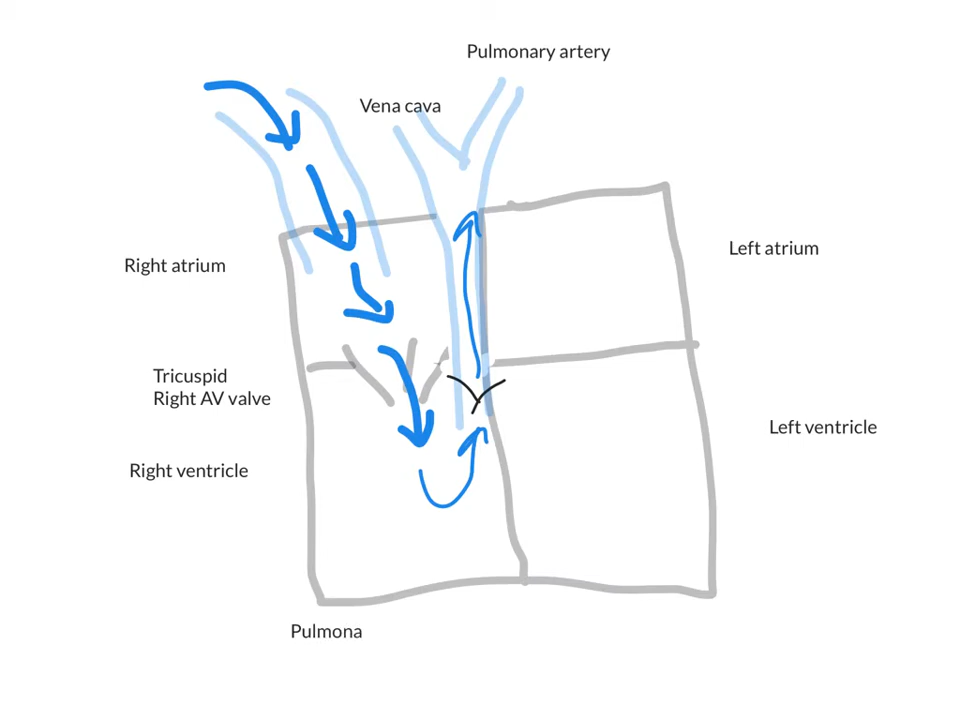 Pulmonary artery
Vena cava
Left atrium
Right atrium
Tricuspid
Right AV valve
Left ventricle
Right ventricle
Pulmona